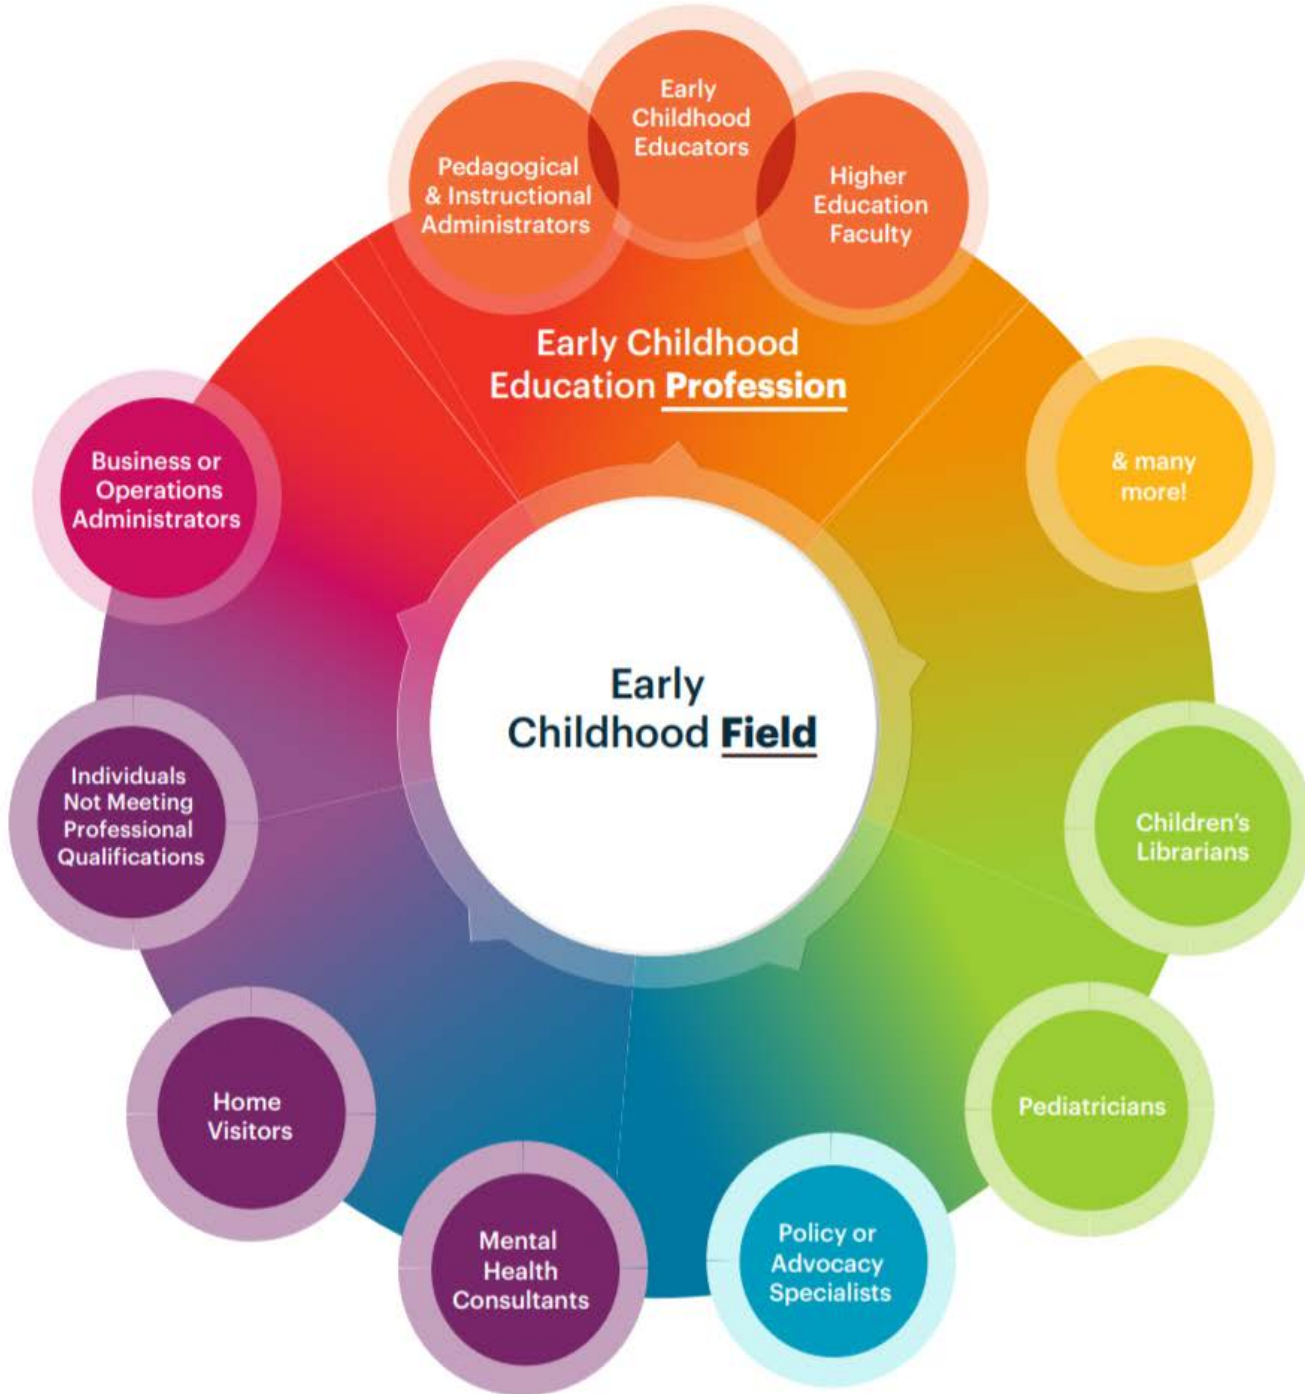 Early
Childhood
Educators
Pedagogical
& Instructional
Administrators
Higher
Education
Faculty
Early Childhood
Education Profession
Business or
Operations
Administrators
& many
more!
Early
Childhood Field
Individuals
Not Meeting
Professional
Qualifications
Children's
Librarians
Home
Visitors
Pediatricians
Mental
Health
Consultants
Policy or
Advocacy
Specialists